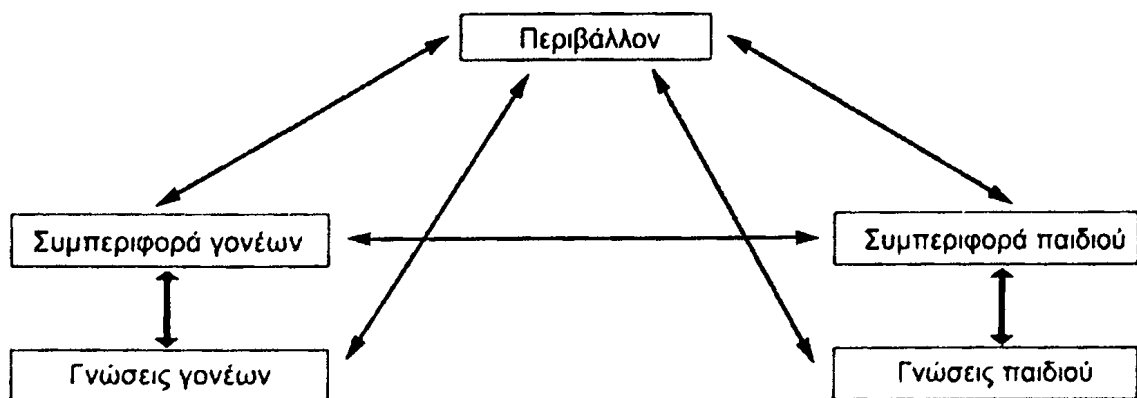 Περιβάλλον
Συμπεριφορά γονέων
Συμπεριφορά παιδιού
Γνώσεις γονέων
Γνώσεις παιδιού